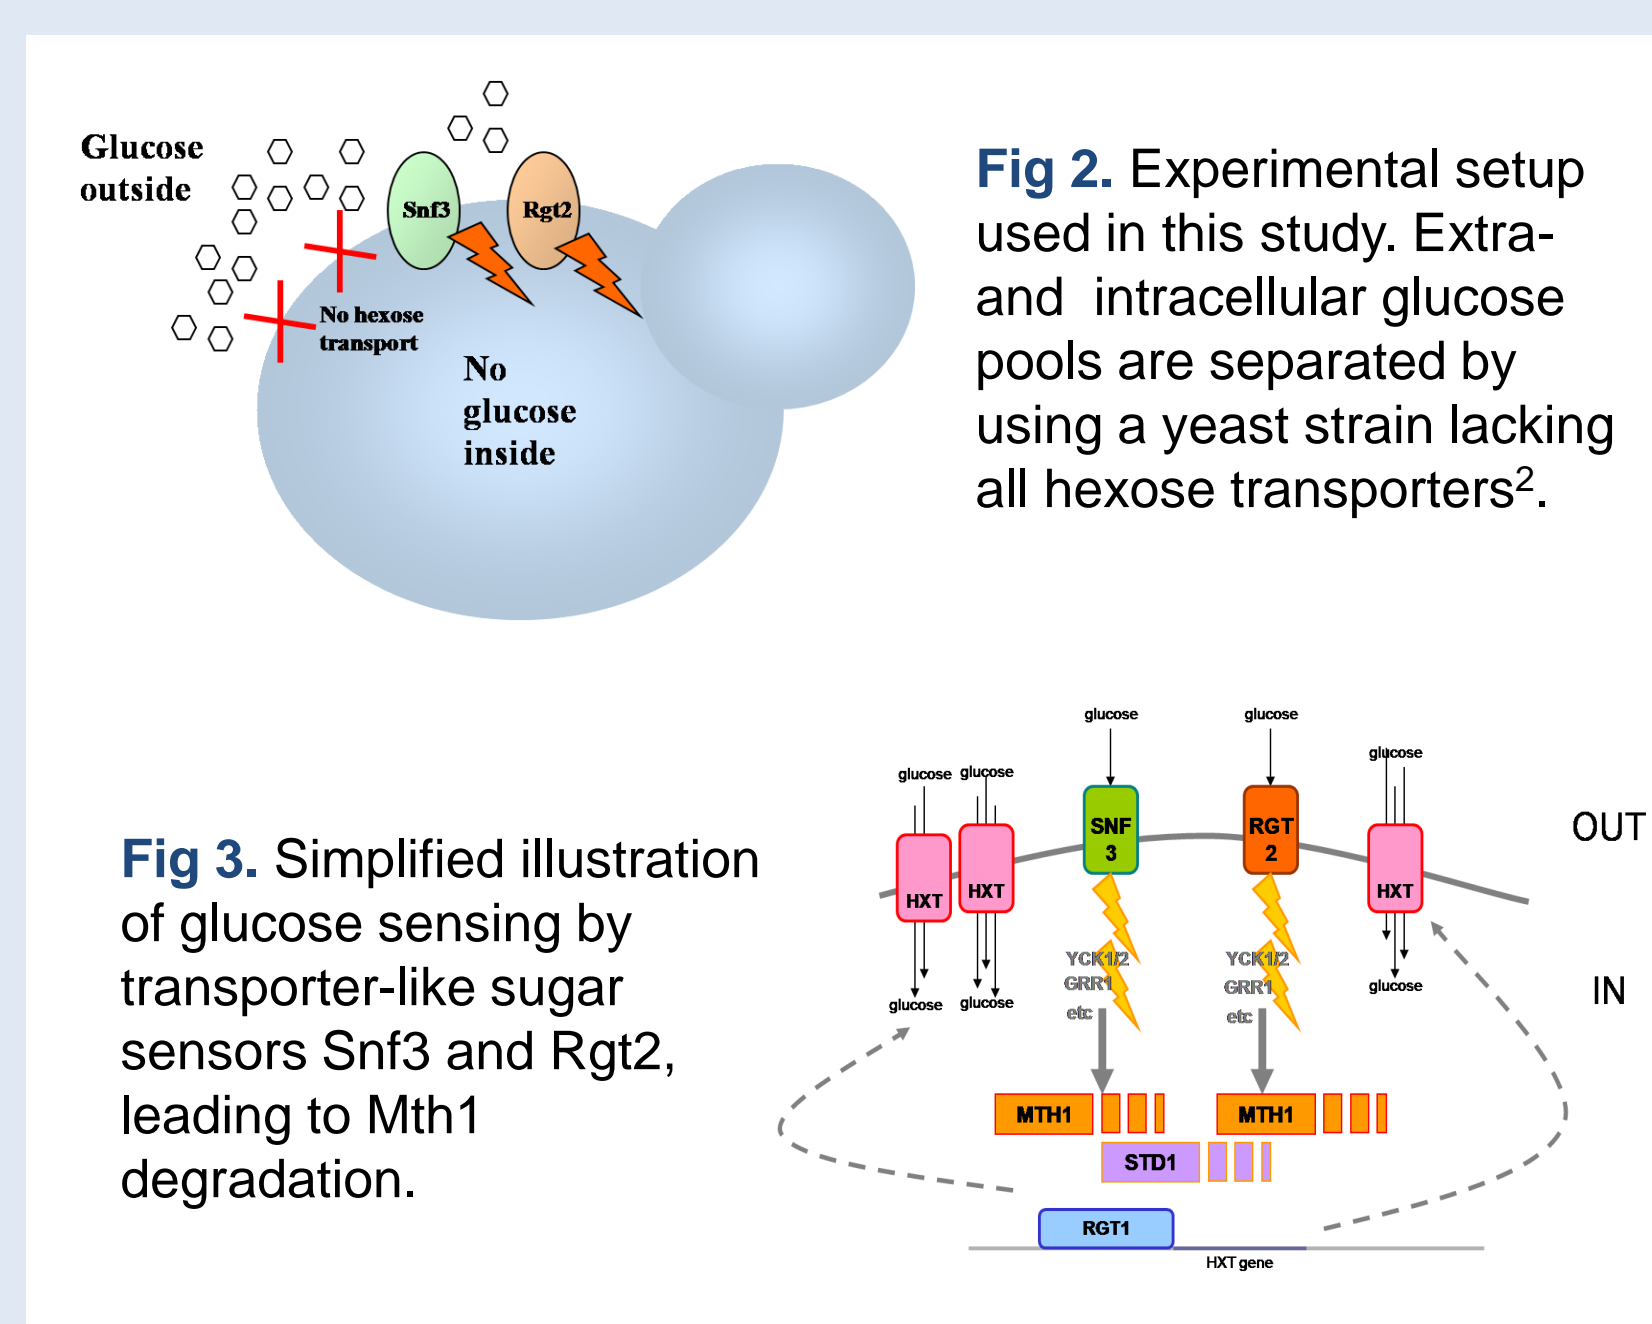 Glucose
outside
Snf3
Rgt2
No hexose
transport
No
glucose
inside
Fig 2. Experimental setup
used in this study. Extra-
and intracellular glucose
pools are separated by
using a yeast strain lacking
all hexose transporters².
Fig 3. Simplified illustration
of glucose sensing by
transporter-like sugar
sensors Snf3 and Rgt2,
leading to Mth1
degradation.
glucose
glucose
glucose
glucose
glucose
SNF
3
RGT
2
OUT
HXT
HXT
HXT
YCK1/2
GRR1
etc
YCK1/2
GRR1
etc
glucose
glucose
glucose
IN
MTH1
MTH1
STD1
RGT1
HXT gene